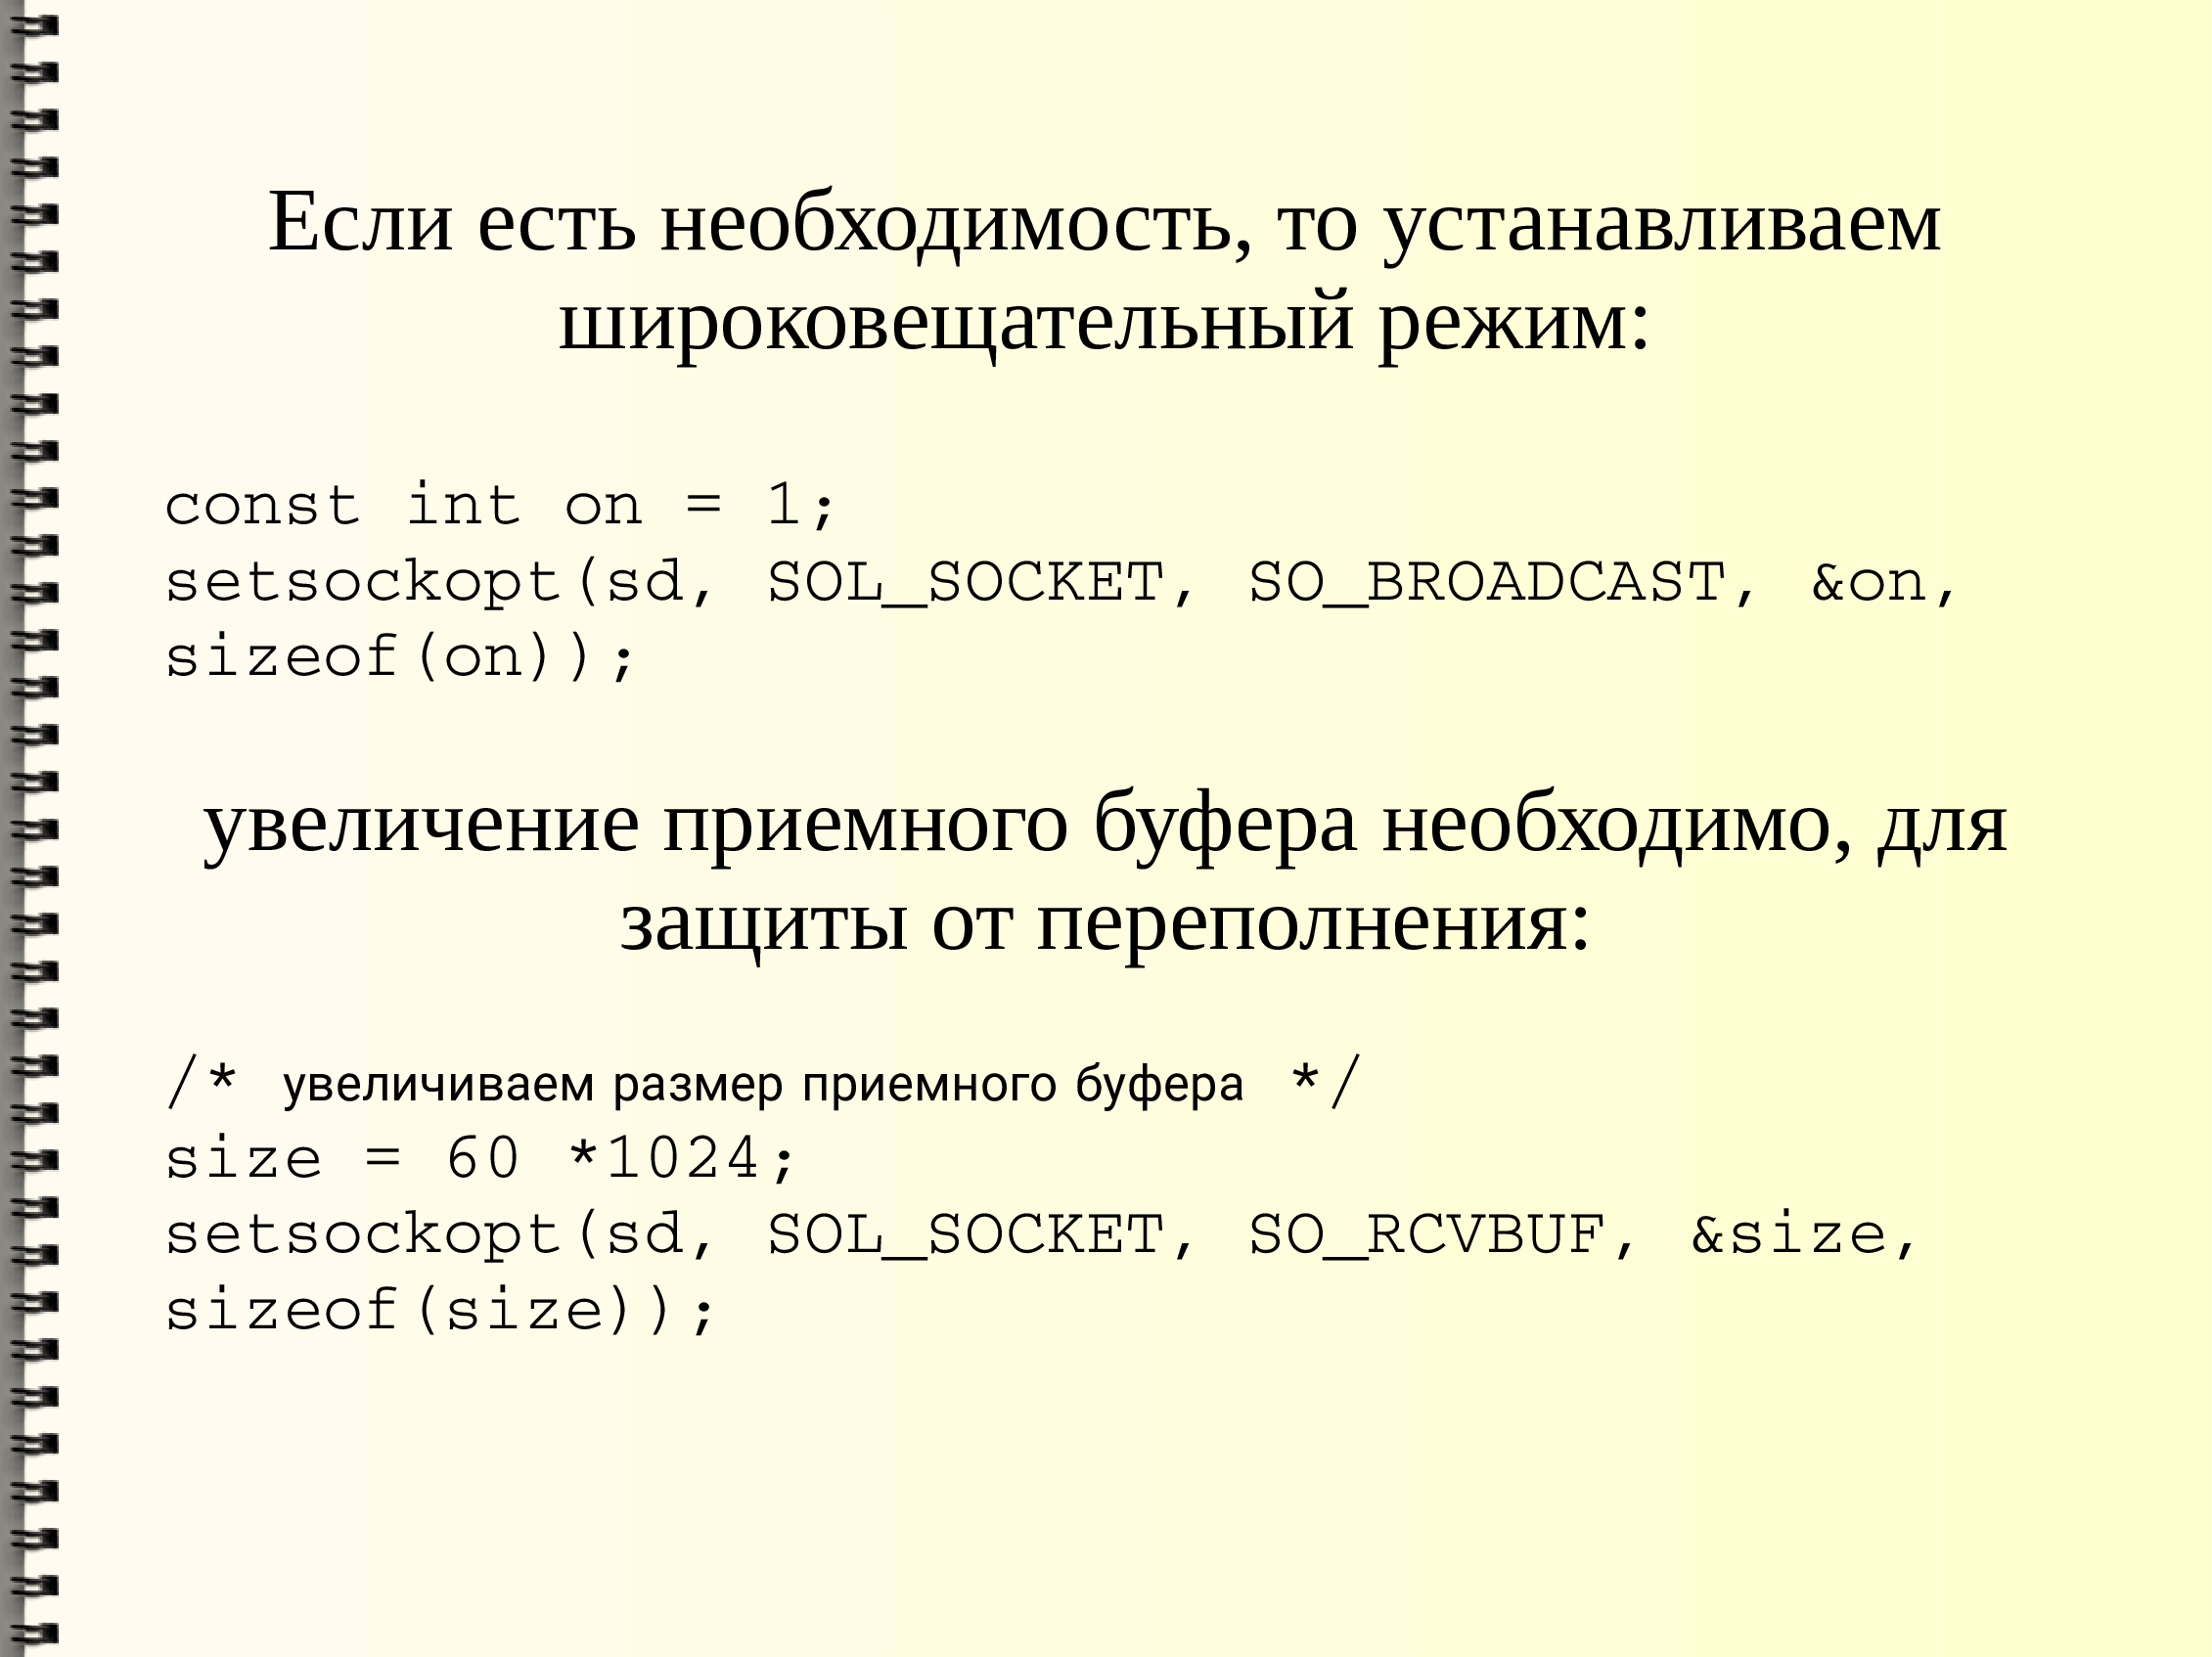 Если есть необходимость, то устанавливаем
широковещательный режим:
const int on = 1;
setsockopt(sd, SOL_SOCKET, SO_BROADCAST, &on,
sizeof(on));
увеличение приемного буфера необходимо, для
защиты от переполнения:
/* увеличиваем размер приемного буфера */
size = 60 *1024;
setsockopt(sd, SOL_SOCKET, SO_RCVBUF, &size,
sizeof(size));